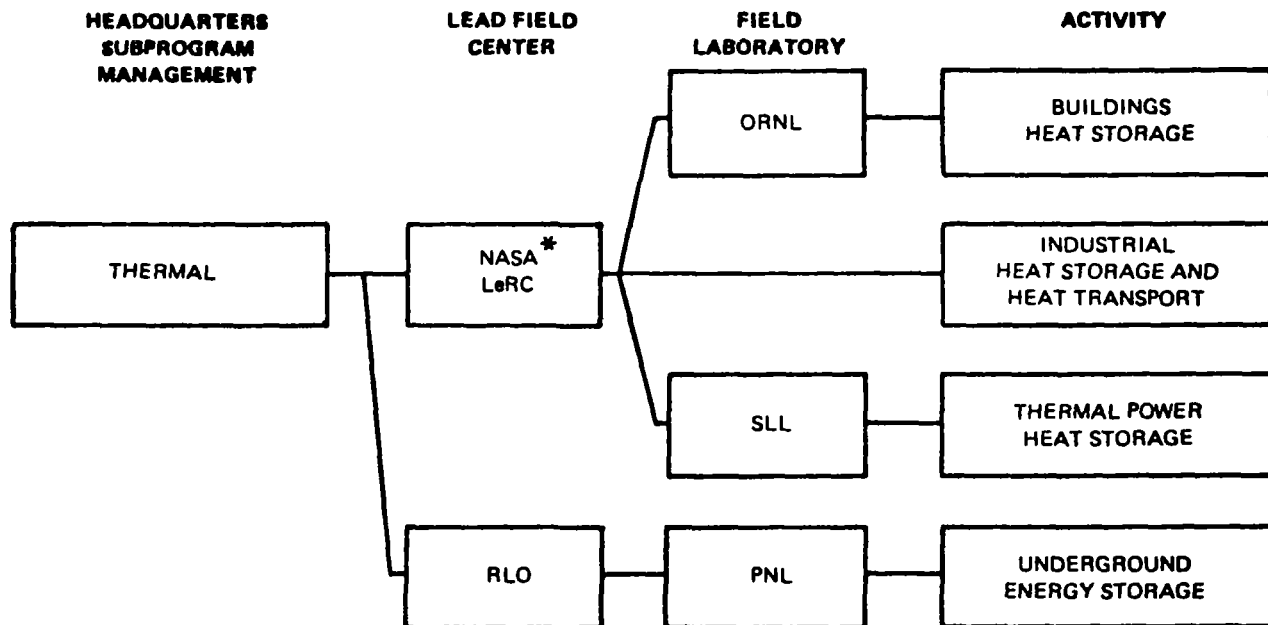 HEADQUARTERS
SUBPROGRAM
MANAGEMENT
LEAD FIELD
CENTER
FIELD
LABORATORY
ACTIVITY
ORNL
BUILDINGS
HEAT STORAGE
THERMAL
NASA*
LeRC
INDUSTRIAL
HEAT STORAGE AND
HEAT TRANSPORT
SLL
THERMAL POWER
HEAT STORAGE
RLO
PNL
UNDERGROUND
ENERGY STORAGE